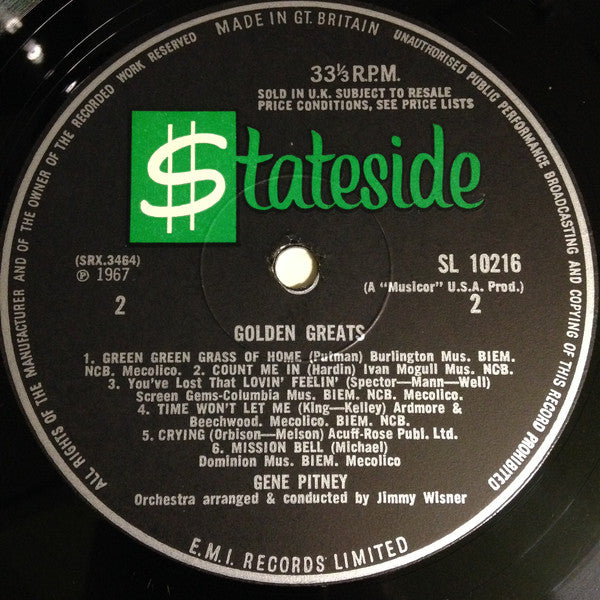 MADE IN GT. BRITAIN
ALL RIGHTS OF THE MANUFACTURER AND OF THE OWNER OF THE RECORDED WORK RESERVED
UNAUTHORISED PUBLIC PERFORMANCE BROADCASTING AND COPYING OF THIS RECORD PROHIBITED
33⅓ R.P.M.
SOLD IN U.K. SUBJECT TO RESALE
PRICE CONDITIONS, SEE PRICE LISTS
$tateside
(SRX.3464)
℗ 1967
2
SL 10216
(A "Musicor" U.S.A. Prod.)
2
GOLDEN GREATS
1. GREEN GREEN GRASS OF HOME (Putman) Burlington Mus. BIEM.
NCB. Mecolico. 2. COUNT ME IN (Hardin) Ivan Mogull Mus. NCB.
3. You've Lost That LOVIN' FEELIN' (Spector—Mann—Well)
Screen Gems-Columbia Mus. BIEM. NCB. Mecolico.
4. TIME WON'T LET ME (King—Kelley) Ardmore &
Beechwood. Mecolico. BIEM. NCB.
5. CRYING (Orbison—Melson) Acuff-Rose Publ. Ltd.
6. MISSION BELL (Michael)
Dominion Mus. BIEM. Mecolico
GENE PITNEY
Orchestra arranged & conducted by Jimmy Wisner
E.M.I. RECORDS LIMITED